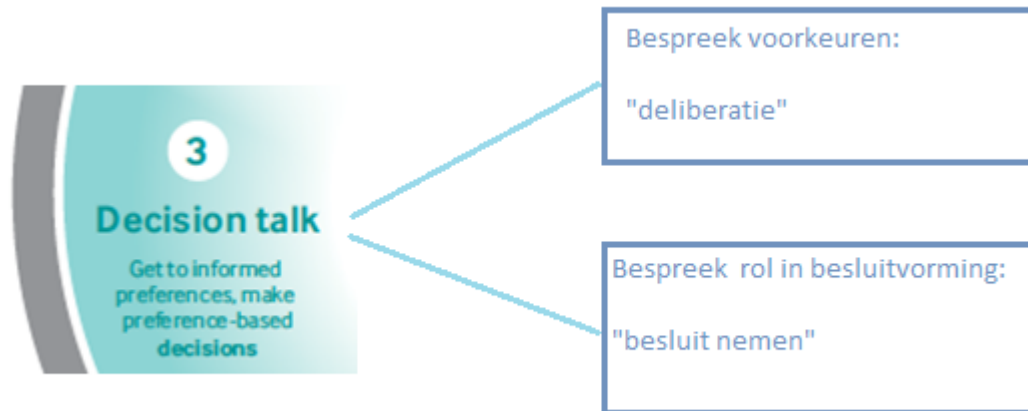 3
Decision talk
Get to informed
preferences, make
preference-based
decisions
Bespreek voorkeuren:
"deliberatie"
Bespreek rol in besluitvorming:
"besluit nemen"